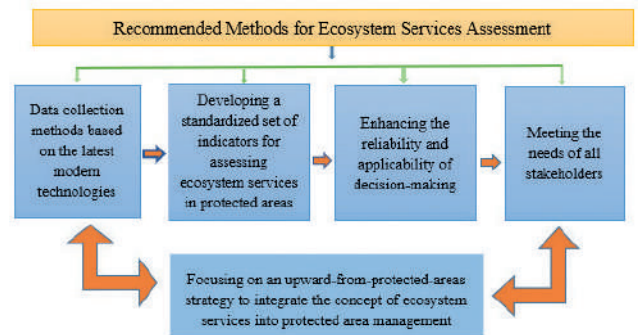 Recommended Methods for Ecosystem Services Assessment
Data collection
methods based
on the latest
modern
technologies
Developing a
standardized set of
indicators for
assessing
ecosystem services
in protected areas
Enhancing the
reliability and
applicability of
decision-making
Meeting the
needs of all
stakeholders
Focusing on an upward-from-protected-areas
strategy to integrate the concept of ecosystem
services into protected area management